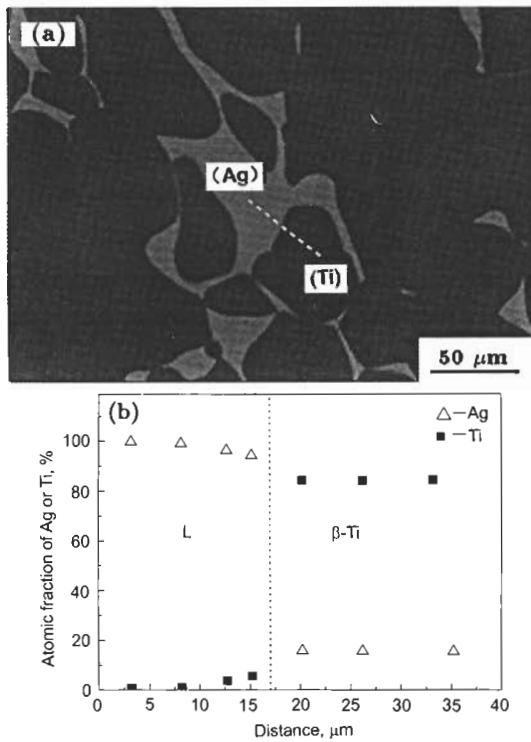 (a)
(Ag)
(Ti)
50 μm
(b)
△—Ag
■—Ti
100
80
60
40
20
0
L
β-Ti
0 5 10 15 20 25 30 35 40
Atomic fraction of Ag or Ti, %
Distance, μm